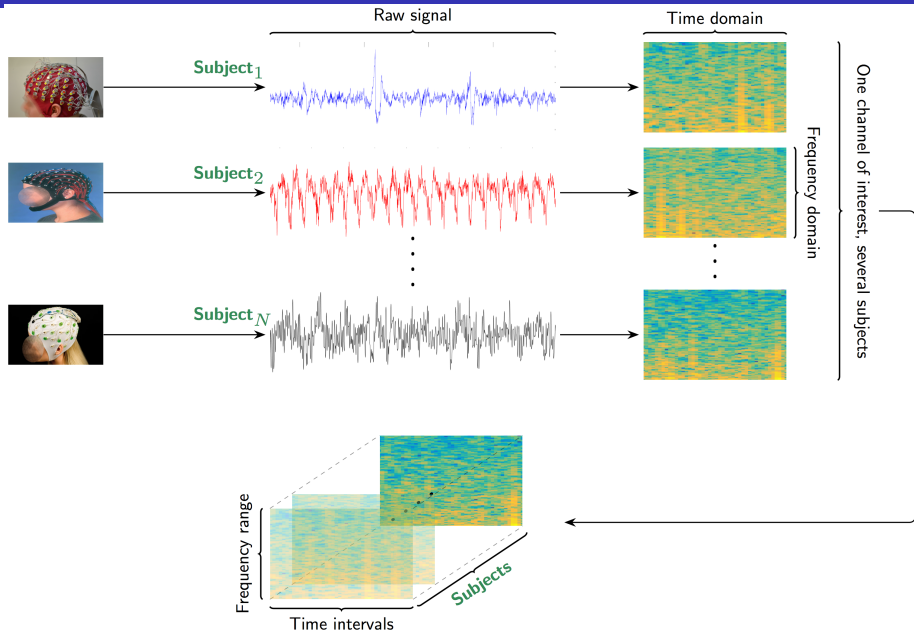 Raw signal
Time domain
Subject1
Subject2
SubjectN
Frequency domain
One channel of interest, several subjects
Frequency range
Time intervals
Subjects